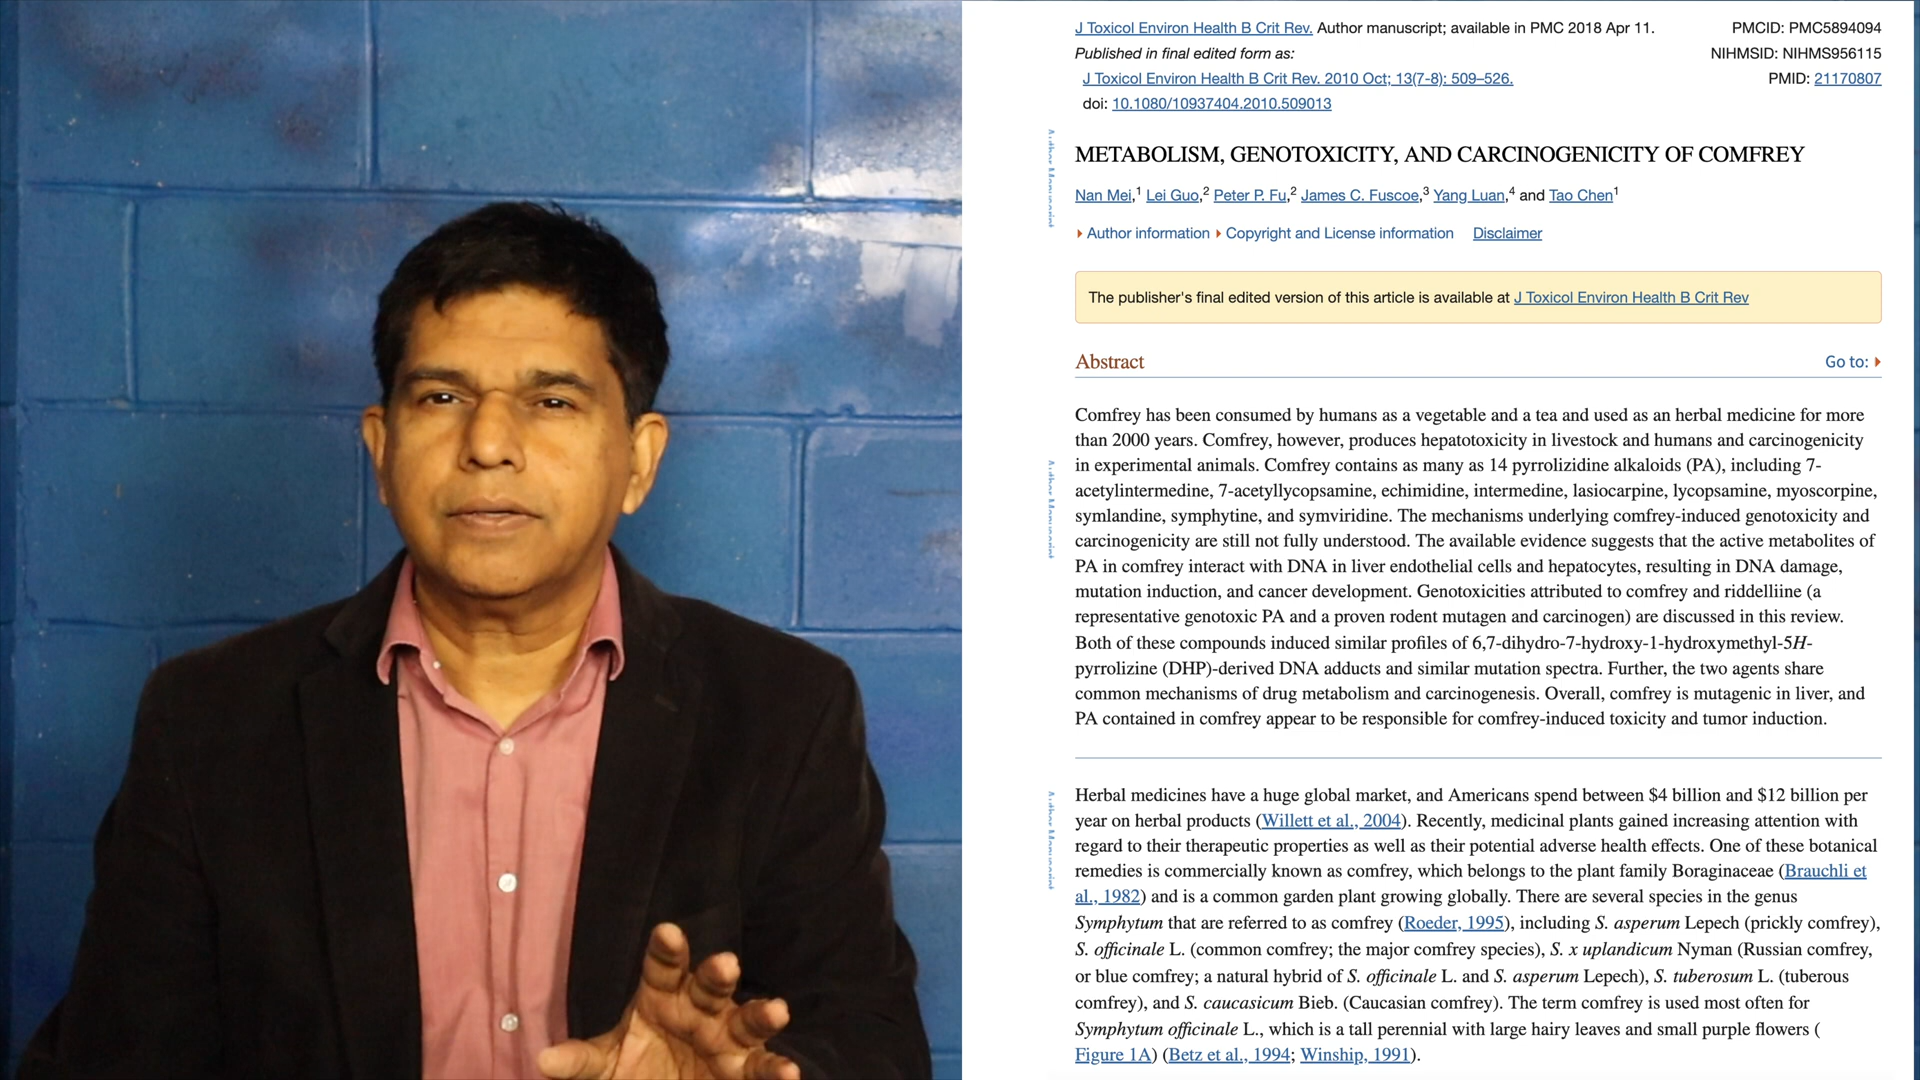 J Toxicol Environ Health B Crit Rev. Author manuscript; available in PMC 2018 Apr 11.
PMCID: PMC5894094
Published in final edited form as:
NIHMSID: NIHMS956115
J Toxicol Environ Health B Crit Rev. 2010 Oct; 13(7-8): 509–526.
PMID: 21170807
doi: 10.1080/10937404.2010.509013
METABOLISM, GENOTOXICITY, AND CARCINOGENICITY OF COMFREY
Nan Mei,1 Lei Guo,2 Peter P. Fu,2 James C. Fuscoe,3 Yang Luan,4 and Tao Chen1
Author information Copyright and License information Disclaimer
The publisher's final edited version of this article is available at J Toxicol Environ Health B Crit Rev
Abstract
Go to:
Comfrey has been consumed by humans as a vegetable and a tea and used as an herbal medicine for more
than 2000 years. Comfrey, however, produces hepatotoxicity in livestock and humans and carcinogenicity
in experimental animals. Comfrey contains as many as 14 pyrrolizidine alkaloids (PA), including 7-
acetylintermedine, 7-acetyllycopsamine, echimidine, intermedine, lasiocarpine, lycopsamine, myoscorpine,
symlandine, symphytine, and symviridine. The mechanisms underlying comfrey-induced genotoxicity and
carcinogenicity are still not fully understood. The available evidence suggests that the active metabolites of
PA in comfrey interact with DNA in liver endothelial cells and hepatocytes, resulting in DNA damage,
mutation induction, and cancer development. Genotoxicities attributed to comfrey and riddelliine (a
representative genotoxic PA and a proven rodent mutagen and carcinogen) are discussed in this review.
Both of these compounds induced similar profiles of 6,7-dihydro-7-hydroxy-1-hydroxymethyl-5H-
pyrrolizine (DHP)-derived DNA adducts and similar mutation spectra. Further, the two agents share
common mechanisms of drug metabolism and carcinogenesis. Overall, comfrey is mutagenic in liver, and
PA contained in comfrey appear to be responsible for comfrey-induced toxicity and tumor induction.
Herbal medicines have a huge global market, and Americans spend between $4 billion and $12 billion per
year on herbal products (Willett et al., 2004). Recently, medicinal plants gained increasing attention with
regard to their therapeutic properties as well as their potential adverse health effects. One of these botanical
remedies is commercially known as comfrey, which belongs to the plant family Boraginaceae (Brauchli et
al., 1982) and is a common garden plant growing globally. There are several species in the genus
Symphytum that are referred to as comfrey (Roeder, 1995), including S. asperum Lepech (prickly comfrey),
S. officinale L. (common comfrey; the major comfrey species), S. x uplandicum Nyman (Russian comfrey,
or blue comfrey; a natural hybrid of S. officinale L. and S. asperum Lepech), S. tuberosum L. (tuberous
comfrey), and S. caucasicum Bieb. (Caucasian comfrey). The term comfrey is used most often for
Symphytum officinale L., which is a tall perennial with large hairy leaves and small purple flowers (
Figure 1A) (Betz et al., 1994; Winship, 1991).